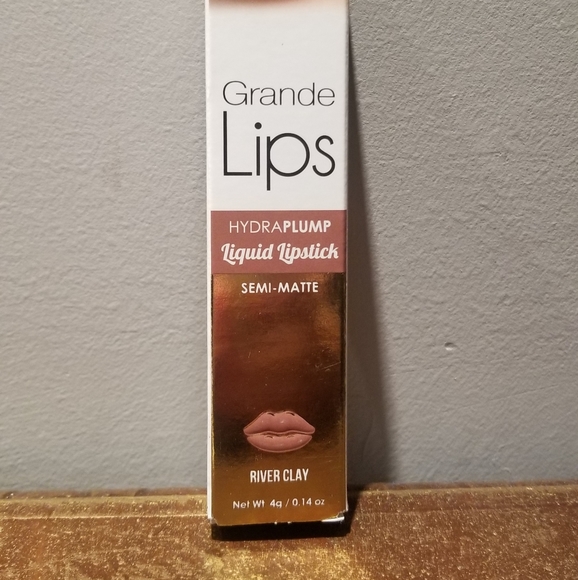 Grande
Lips
HYDRAPLUMP
Liquid Lipstick
SEMI-MATTE
RIVER CLAY
Net Wt 4g / 0.14 oz